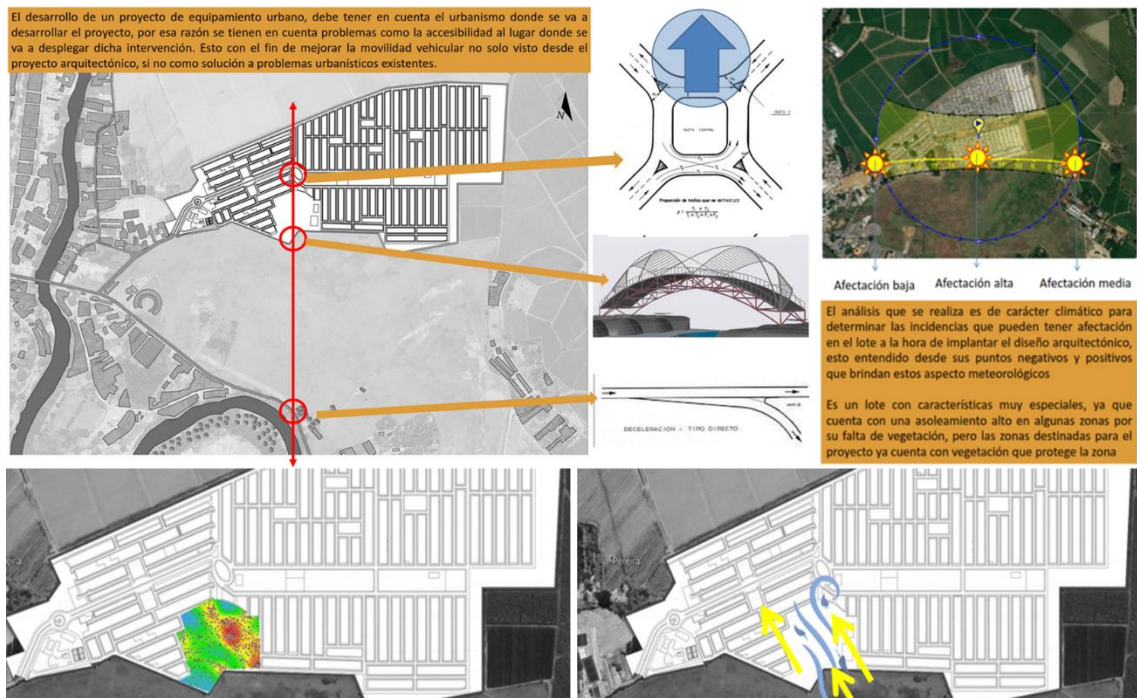 El desarrollo de un proyecto de equipamiento urbano, debe tener en cuenta el urbanismo donde se va a
desarrollar el proyecto, por esa razón se tienen en cuenta problemas como la accesibilidad al lugar donde se
va a desplegar dicha intervención. Esto con el fin de mejorar la movilidad vehicular no solo visto desde el
proyecto arquitectónico, si no como solución a problemas urbanísticos existentes.
N
ISLETA CENTRAL
Proporción de tráfico que se
DECELERACIÓN - TIPO DIRECTO
Afectación baja
Afectación alta
Afectación media
El análisis que se realiza es de carácter climático para
determinar las incidencias que pueden tener afectación
en el lote a la hora de implantar el diseño arquitectónico,
esto entendido desde sus puntos negativos y positivos
que brindan estos aspecto meteorológicos
Es un lote con características muy especiales, ya que
cuenta con una asoleamiento alto en algunas zonas por
su falta de vegetación, pero las zonas destinadas para el
proyecto ya cuenta con vegetación que protege la zona
Pereira